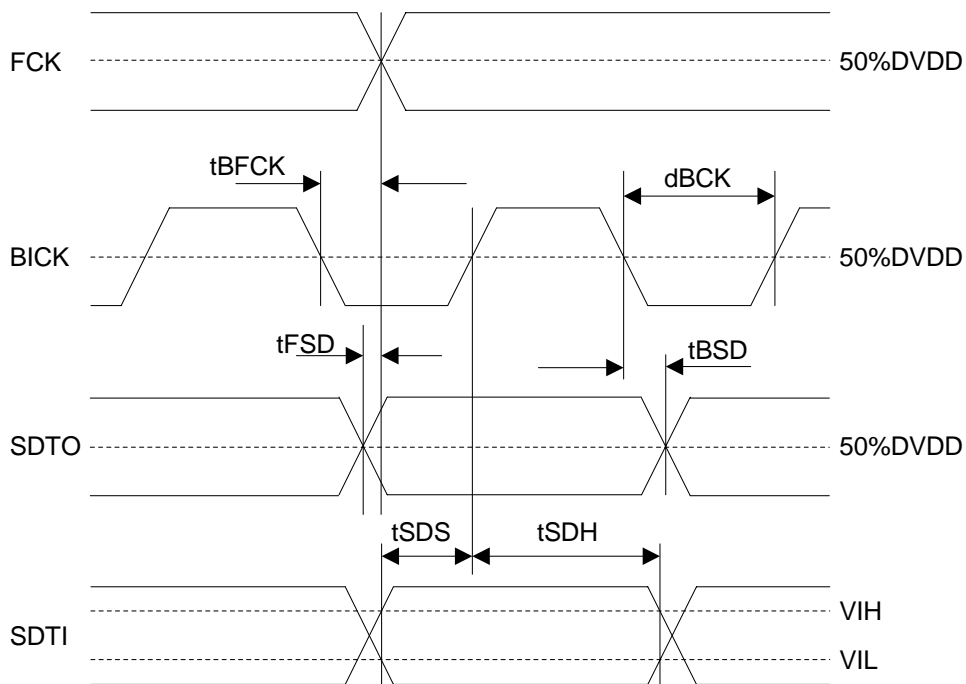 FCK
50%DVDD
tBFCK
dBCK
BICK
50%DVDD
tFSD
tBSD
SDTO
50%DVDD
tSDS
tSDH
SDTI
VIH
VIL